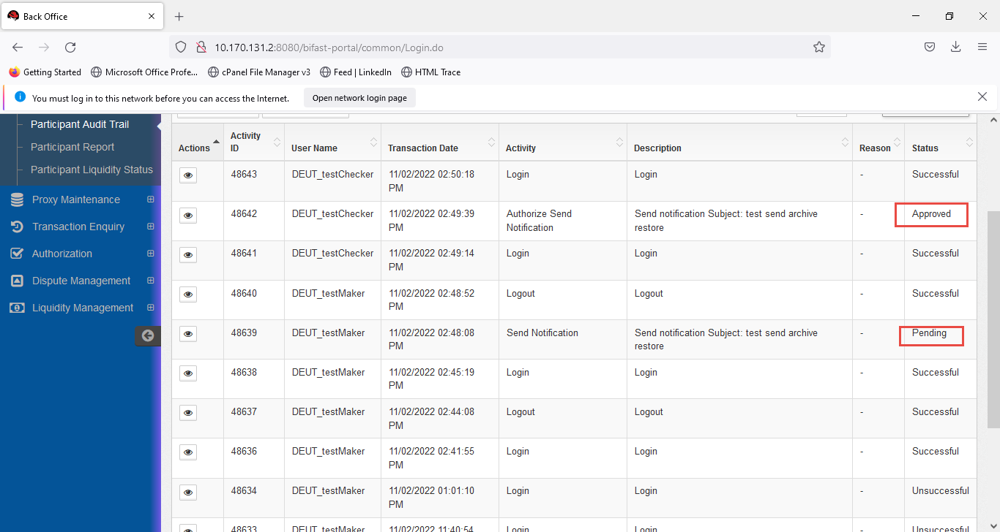 Back Office
10.170.131.2:8080/bifast-portal/common/Login.do
Getting Started Microsoft Office Profe... cPanel File Manager v3 Feed | LinkedIn HTML Trace
You must log in to this network before you can access the Internet. Open network login page
Participant Audit Trail
Participant Report
Participant Liquidity Status
Proxy Maintenance
Transaction Enquiry
Authorization
Dispute Management
Liquidity Management
Actions Activity ID User Name Transaction Date Activity Description Reason Status
48643 DEUT_testChecker 11/02/2022 02:50:18 Login Login - Successful
PM
48642 DEUT_testChecker 11/02/2022 02:49:39 Authorize Send Send notification Subject: test send archive - Approved
PM Notification restore
48641 DEUT_testChecker 11/02/2022 02:49:14 Login Login - Successful
PM
48640 DEUT_testMaker 11/02/2022 02:48:52 Logout Logout - Successful
PM
48639 DEUT_testMaker 11/02/2022 02:48:08 Send Notification Send notification Subject: test send archive - Pending
PM restore
48638 DEUT_testMaker 11/02/2022 02:45:19 Login Login - Successful
PM
48637 DEUT_testMaker 11/02/2022 02:44:08 Logout Logout - Successful
PM
48636 DEUT_testMaker 11/02/2022 02:41:55 Login Login - Successful
PM
48634 DEUT_testMaker 11/02/2022 01:01:10 Login Login - Unsuccessful
PM
48633 DEUT_testMaker 11/02/2022 11:40:54 Login Login - Unsuccessful